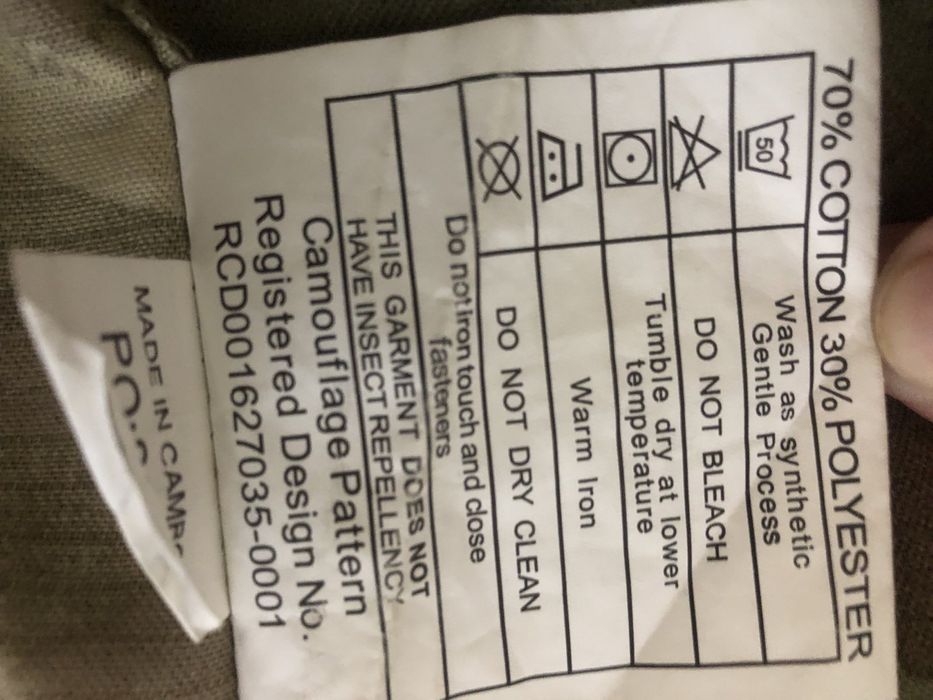 70% COTTON 30% POLYESTER
50
Wash as synthetic
Gentle Process
DO NOT BLEACH
Tumble dry at lower
temperature
Warm Iron
DO NOT DRY CLEAN
Do not iron touch and close
fasteners
THIS GARMENT DOES NOT
HAVE INSECT REPELLENCY
Camouflage Pattern
Registered Design No.
RCD001627035-0001
MADE IN